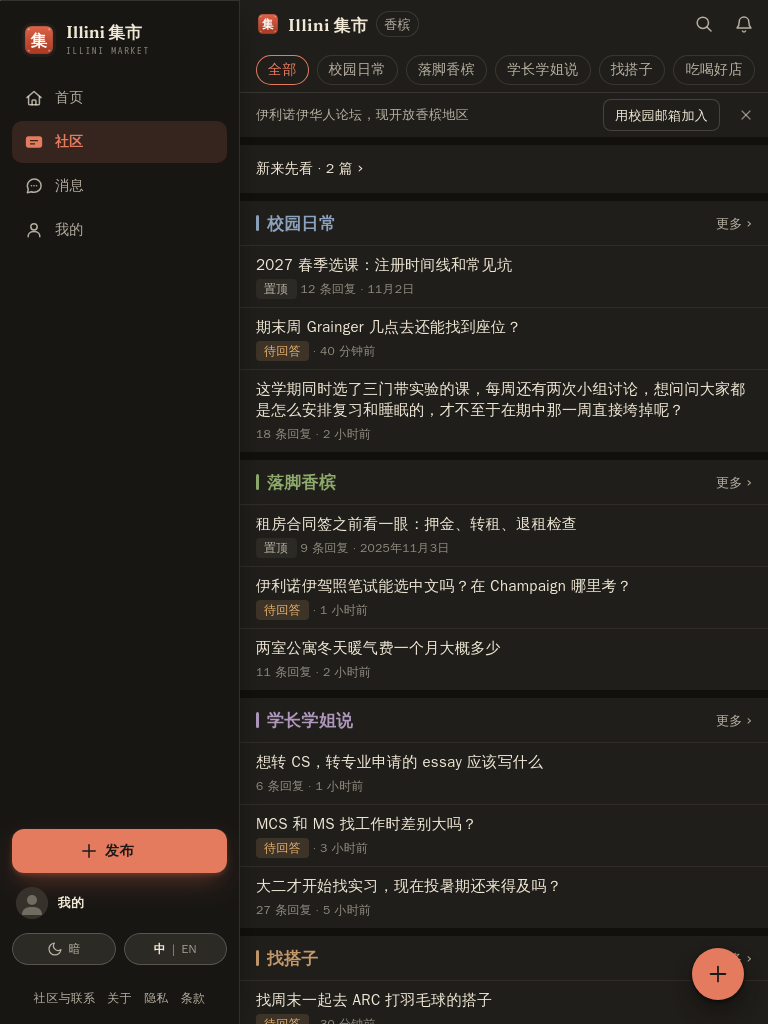 集 Illini 集市
ILLINI MARKET
首页
社区
消息
我的
发布
我的
暗
中 | EN
社区与联系 关于 隐私 条款
集 Illini 集市 香槟
全部 校园日常 落脚香槟 学长学姐说 找搭子 吃喝好店
伊利诺伊华人论坛，现开放香槟地区 用校园邮箱加入
新来先看 · 2 篇 ›
校园日常 更多 ›
2027 春季选课：注册时间线和常见坑
置顶 12 条回复 · 11月2日
期末周 Grainger 几点去还能找到座位？
待回答 · 40 分钟前
这学期同时选了三门带实验的课，每周还有两次小组讨论，想问问大家都
是怎么安排复习和睡眠的，才不至于在期中那一周直接垮掉呢？
18 条回复 · 2 小时前
落脚香槟 更多 ›
租房合同签之前看一眼：押金、转租、退租检查
置顶 9 条回复 · 2025年11月3日
伊利诺伊驾照笔试能选中文吗？在 Champaign 哪里考？
待回答 · 1 小时前
两室公寓冬天暖气费一个月大概多少
11 条回复 · 2 小时前
学长学姐说 更多 ›
想转 CS，转专业申请的 essay 应该写什么
6 条回复 · 1 小时前
MCS 和 MS 找工作时差别大吗？
待回答 · 3 小时前
大二才开始找实习，现在投暑期还来得及吗？
27 条回复 · 5 小时前
找搭子 ›
找周末一起去 ARC 打羽毛球的搭子
待回答 · 30 分钟前